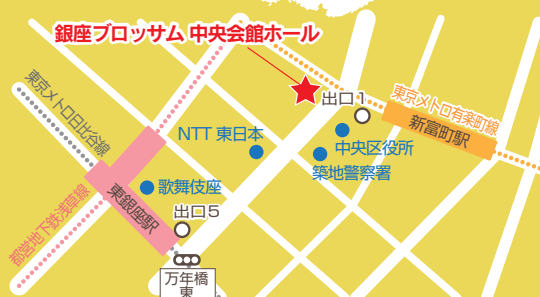 銀座ブロッサム 中央会館ホール
東京メトロ日比谷線
出口1
東京メトロ有楽町線
新富町駅
NTT 東日本
中央区役所
築地警察署
歌舞伎座
東銀座駅
出口5
都営地下鉄浅草線
万年橋
東